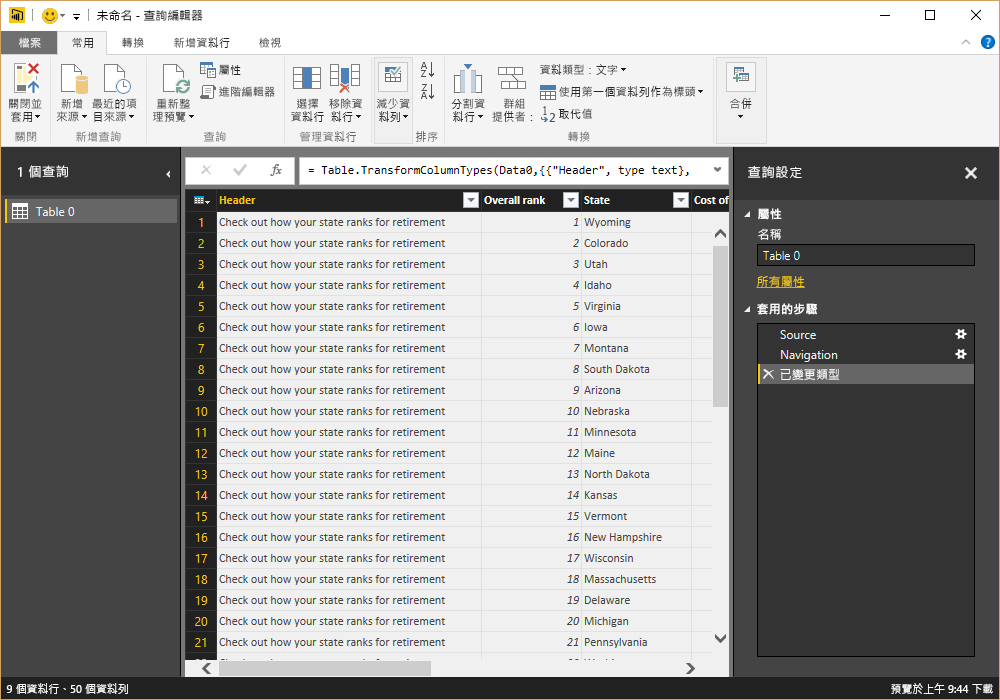 未命名 - 查詢編輯器
檔案 常用 轉換 新增資料行 檢視
關閉並
套用
關閉
新增
來源
最近的項
目來源
新增查詢
重新整
理預覽
屬性
進階編輯器
查詢
選擇
資料行
移除資
料行
管理資料行
減少資
料列
排序
分割資
料行
群組
提供者：
資料類型：文字
使用第一個資料列作為標頭
取代值
轉換
合併
1 個查詢
Table 0
fx
= Table.TransformColumnTypes(Data0,{{"Header", type text},
Header Overall rank State Cost of
1 Check out how your state ranks for retirement 1 Wyoming
2 Check out how your state ranks for retirement 2 Colorado
3 Check out how your state ranks for retirement 3 Utah
4 Check out how your state ranks for retirement 4 Idaho
5 Check out how your state ranks for retirement 5 Virginia
6 Check out how your state ranks for retirement 6 Iowa
7 Check out how your state ranks for retirement 7 Montana
8 Check out how your state ranks for retirement 8 South Dakota
9 Check out how your state ranks for retirement 9 Arizona
10 Check out how your state ranks for retirement 10 Nebraska
11 Check out how your state ranks for retirement 11 Minnesota
12 Check out how your state ranks for retirement 12 Maine
13 Check out how your state ranks for retirement 13 North Dakota
14 Check out how your state ranks for retirement 14 Kansas
15 Check out how your state ranks for retirement 15 Vermont
16 Check out how your state ranks for retirement 16 New Hampshire
17 Check out how your state ranks for retirement 17 Wisconsin
18 Check out how your state ranks for retirement 18 Massachusetts
19 Check out how your state ranks for retirement 19 Delaware
20 Check out how your state ranks for retirement 20 Michigan
21 Check out how your state ranks for retirement 21 Pennsylvania
查詢設定
屬性
名稱
Table 0
所有屬性
套用的步驟
Source
Navigation
已變更類型
9 個資料行、50 個資料列
預覽於上午 9:44 下載